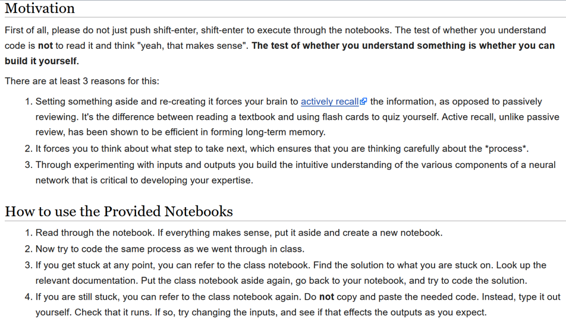 Motivation
First of all, please do not just push shift-enter, shift-enter to execute through the notebooks. The test of whether you understand
code is not to read it and think "yeah, that makes sense". The test of whether you understand something is whether you can
build it yourself.
There are at least 3 reasons for this:
1. Setting something aside and re-creating it forces your brain to actively recall the information, as opposed to passively
reviewing. It's the difference between reading a textbook and using flash cards to quiz yourself. Active recall, unlike passive
review, has been shown to be efficient in forming long-term memory.
2. It forces you to think about what step to take next, which ensures that you are thinking carefully about the *process*.
3. Through experimenting with inputs and outputs you build the intuitive understanding of the various components of a neural
network that is critical to developing your expertise.
How to use the Provided Notebooks
1. Read through the notebook. If everything makes sense, put it aside and create a new notebook.
2. Now try to code the same process as we went through in class.
3. If you get stuck at any point, you can refer to the class notebook. Find the solution to what you are stuck on. Look up the
relevant documentation. Put the class notebook aside again, go back to your notebook, and try to code the solution.
4. If you are still stuck, you can refer to the class notebook again. Do not copy and paste the needed code. Instead, type it out
yourself. Check that it runs. If so, try changing the inputs, and see if that effects the outputs as you expect.